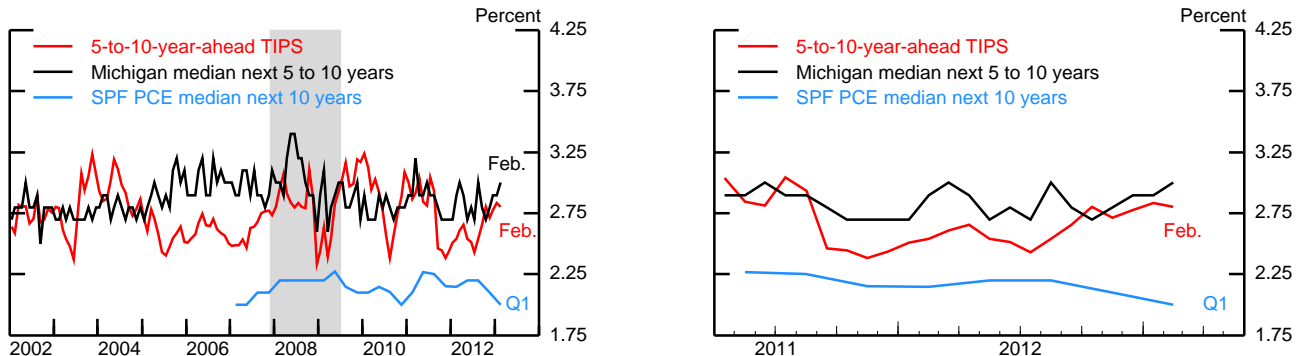 Percent
4.25
5-to-10-year-ahead TIPS
Michigan median next 5 to 10 years
SPF PCE median next 10 years
3.75
3.25
2.75
2.25
1.75
Feb.
Feb.
Q1
2002 2004 2006 2008 2010 2012
Percent
4.25
5-to-10-year-ahead TIPS
Michigan median next 5 to 10 years
SPF PCE median next 10 years
3.75
3.25
2.75
2.25
1.75
Feb.
Q1
2011 2012